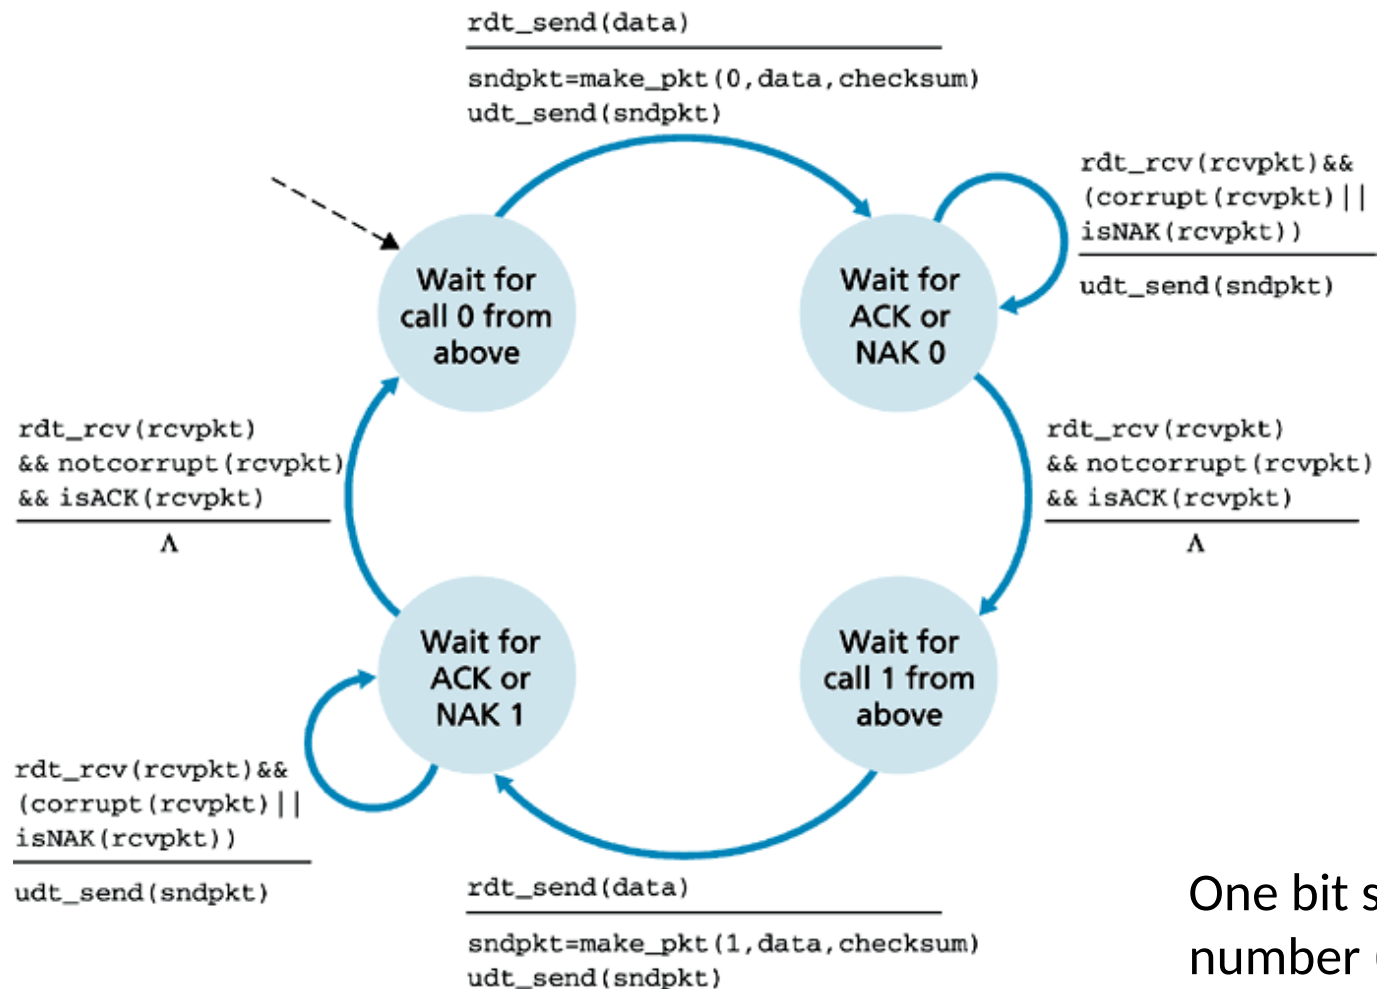 rdt_send(data)
sndpkt=make_pkt(0,data,checksum)
udt_send(sndpkt)
rdt_rcv(rcvpkt)&&
(corrupt(rcvpkt)||
isNAK(rcvpkt))
udt_send(sndpkt)
Wait for
call 0 from
above
Wait for
ACK or
NAK 0
rdt_rcv(rcvpkt)
&& notcorrupt(rcvpkt)
&& isACK(rcvpkt)
Λ
rdt_rcv(rcvpkt)
&& notcorrupt(rcvpkt)
&& isACK(rcvpkt)
Λ
Wait for
ACK or
NAK 1
Wait for
call 1 from
above
rdt_rcv(rcvpkt)&&
(corrupt(rcvpkt)||
isNAK(rcvpkt))
udt_send(sndpkt)
rdt_send(data)
sndpkt=make_pkt(1,data,checksum)
udt_send(sndpkt)
One bit
number